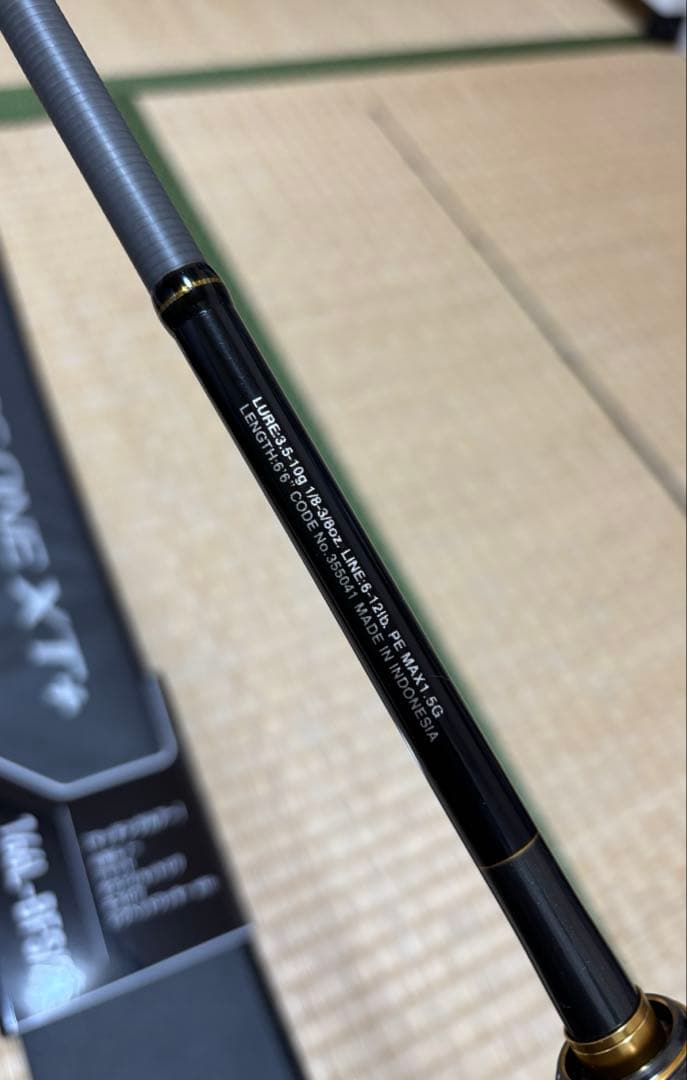 LURE:3.5-10g 1/8-3/8oz. LINE:6-12lb. PE MAX1.5G
LENGTH:6'6" CODE No.355041 MADE IN INDONESIA
XT+